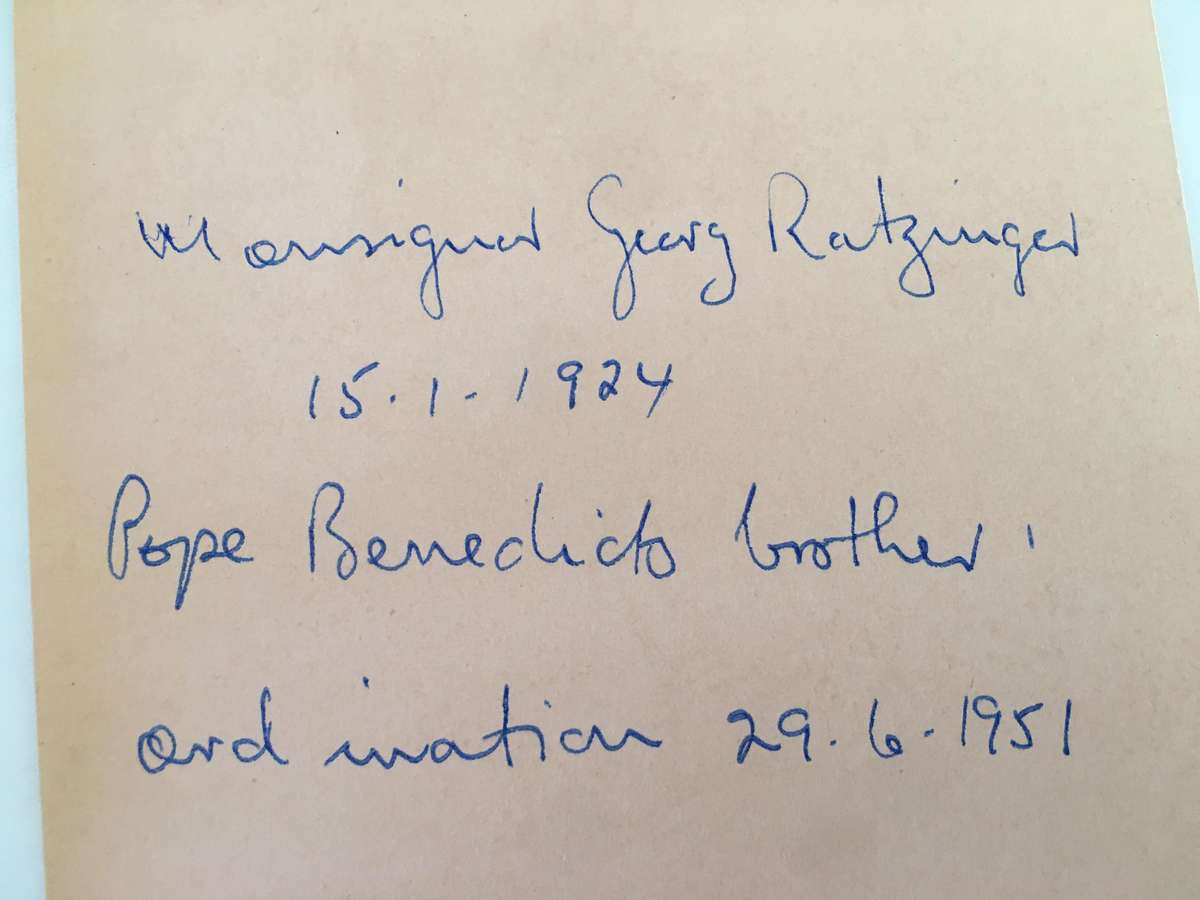 Monsignor Georg Ratzinger
15.1.1924
Pope Benedicts brother '
ordination 29.6.1951